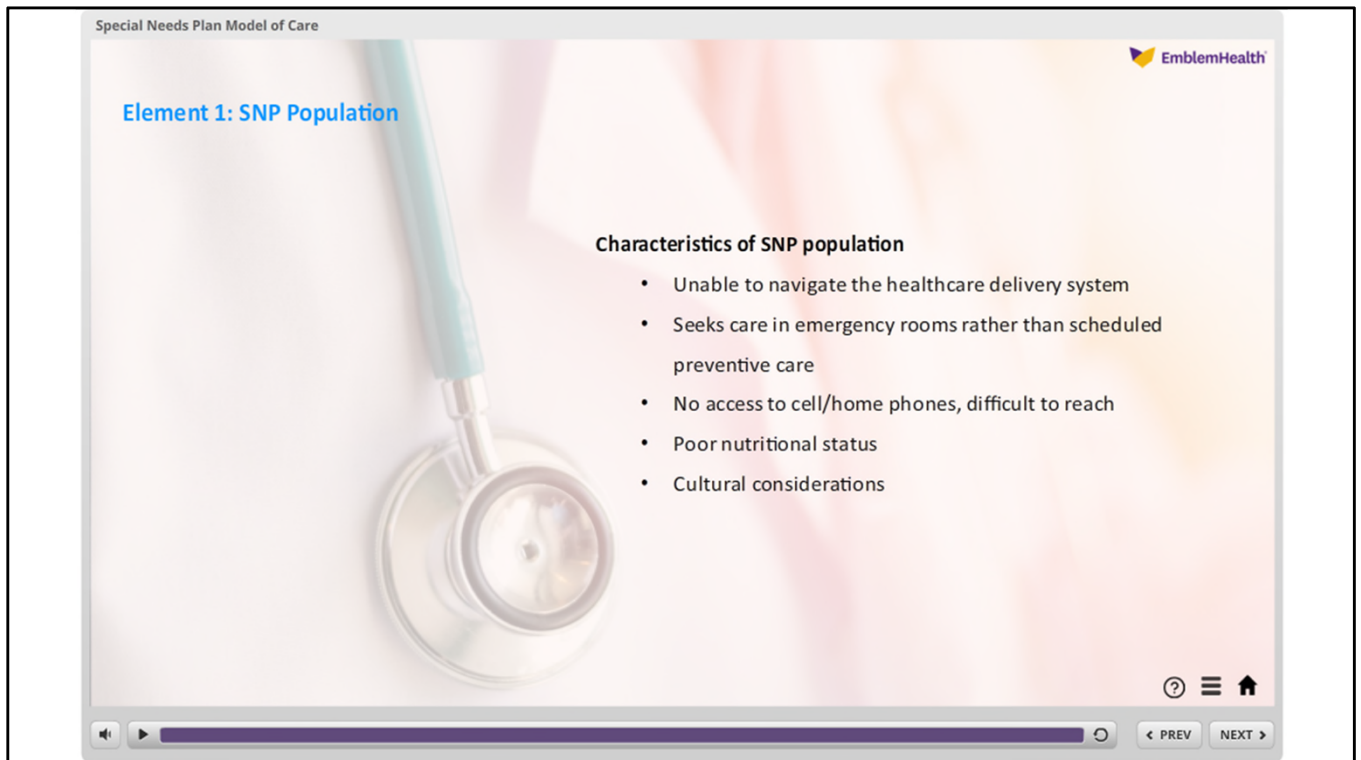 Special Needs Plan Model of Care
EmblemHealth
Element 1: SNP Population
Characteristics of SNP population
• Unable to navigate the healthcare delivery system
• Seeks care in emergency rooms rather than scheduled
preventive care
• No access to cell/home phones, difficult to reach
• Poor nutritional status
• Cultural considerations
PREV
NEXT